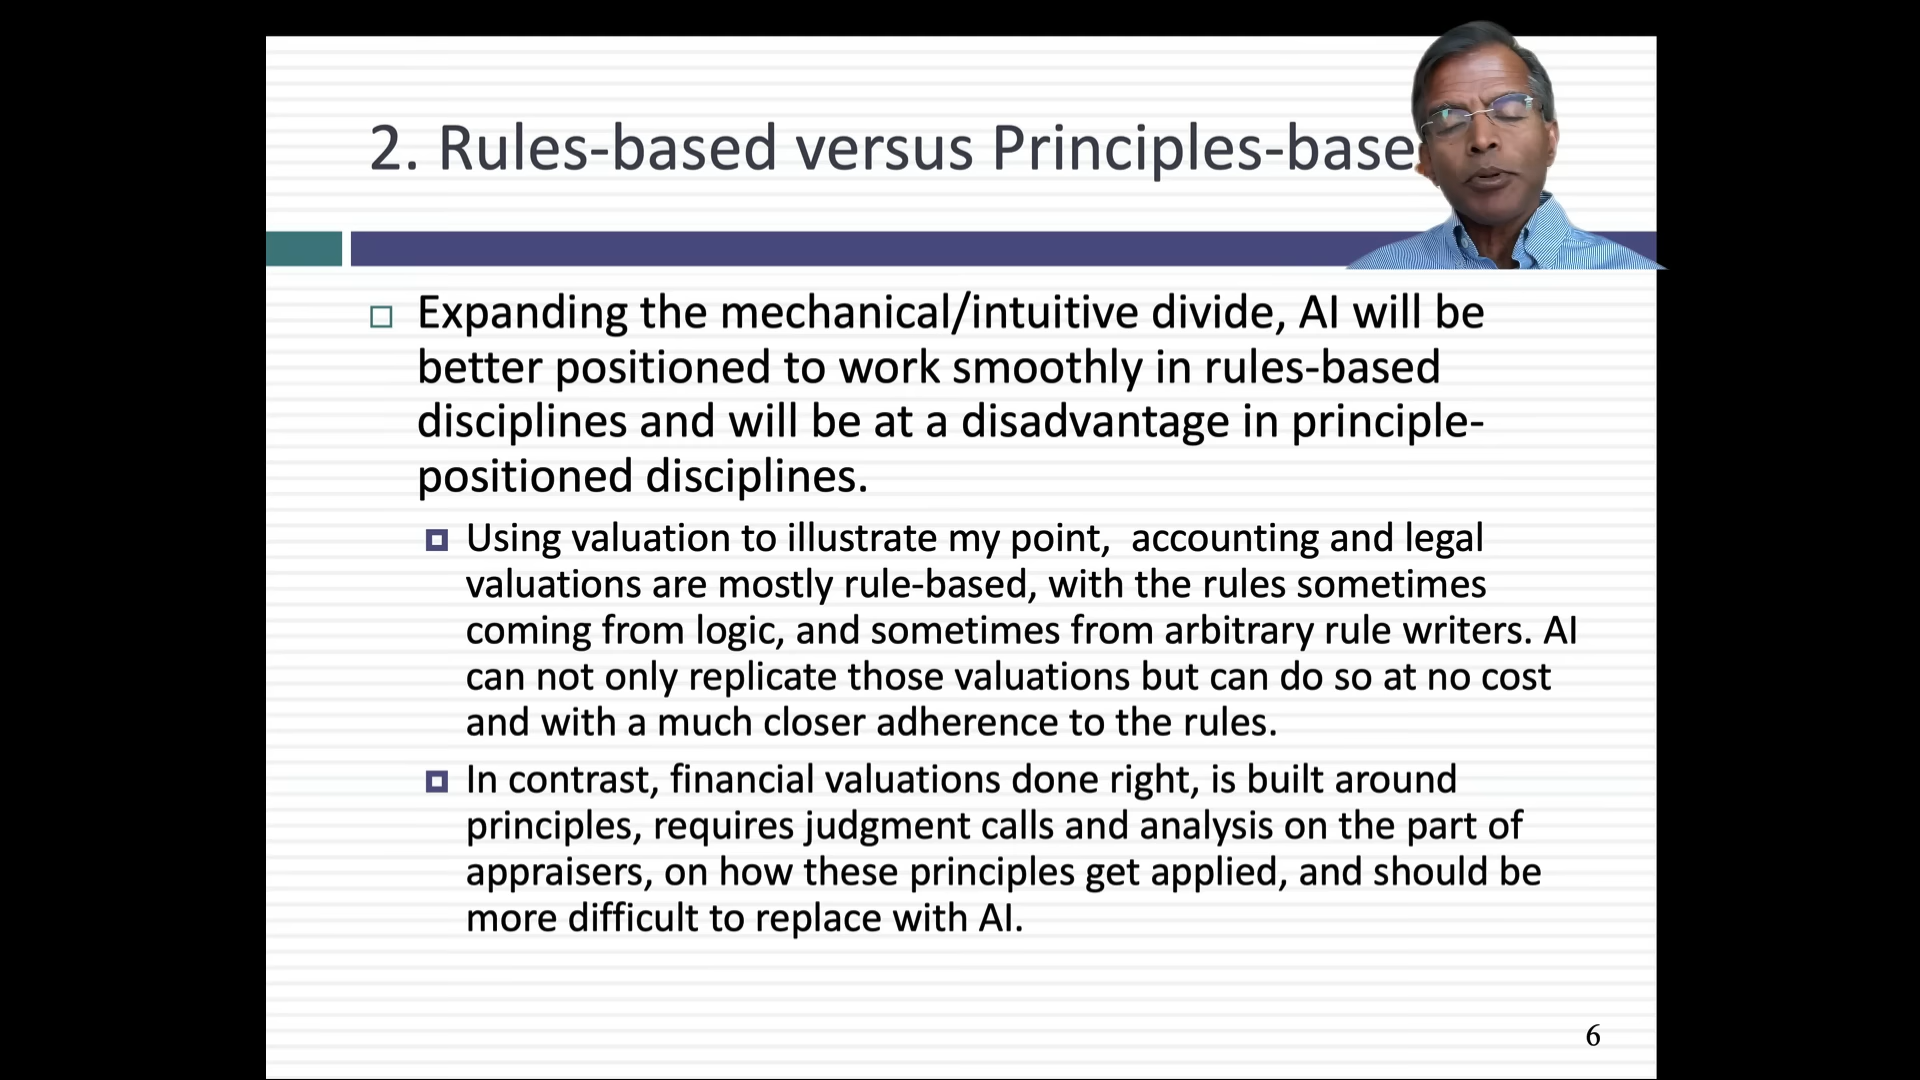 2. Rules-based versus Principles-base
Expanding the mechanical/intuitive divide, AI will be
better positioned to work smoothly in rules-based
disciplines and will be at a disadvantage in principle-
positioned disciplines.
Using valuation to illustrate my point, accounting and legal
valuations are mostly rule-based, with the rules sometimes
coming from logic, and sometimes from arbitrary rule writers. AI
can not only replicate those valuations but can do so at no cost
and with a much closer adherence to the rules.
In contrast, financial valuations done right, is built around
principles, requires judgment calls and analysis on the part of
appraisers, on how these principles get applied, and should be
more difficult to replace with AI.
6